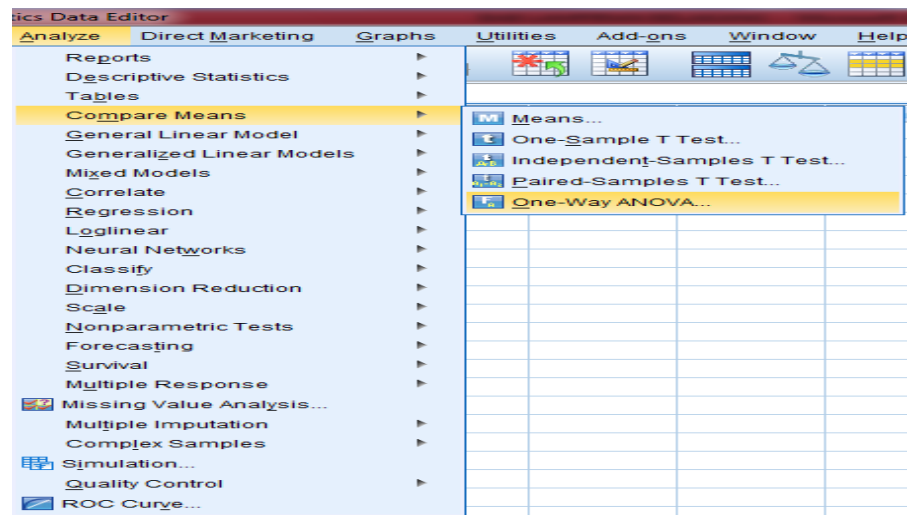 tics Data Editor
Analyze Direct Marketing Graphs Utilities Add-ons Window Help
Reports
Descriptive Statistics
Tables
Compare Means
General Linear Model
Generalized Linear Models
Mixed Models
Correlate
Regression
Loglinear
Neural Networks
Classify
Dimension Reduction
Scale
Nonparametric Tests
Forecasting
Survival
Multiple Response
Missing Value Analysis...
Multiple Imputation
Complex Samples
Simulation...
Quality Control
ROC Curve...
Means...
One-Sample T Test...
Independent-Samples T Test...
Paired-Samples T Test...
One-Way ANOVA...